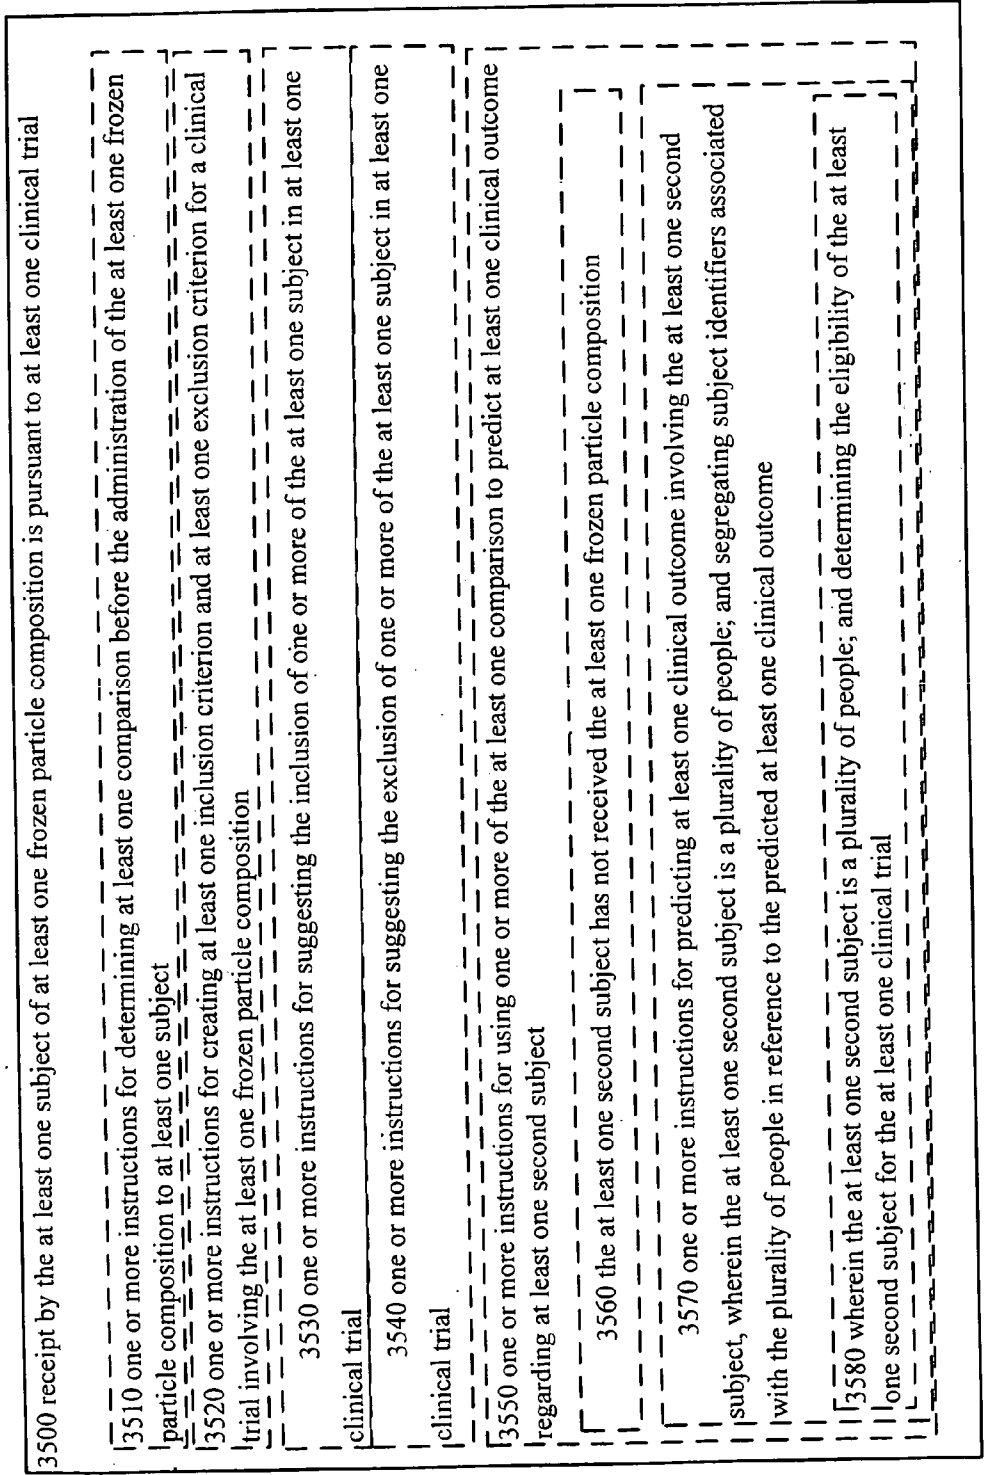 3500 receipt by the at least one subject of at least one frozen particle composition is pursuant to at least one clinical trial
3510 one or more instructions for determining at least one comparison before the administration of the at least one frozen
particle composition to at least one subject
3520 one or more instructions for creating at least one inclusion criterion and at least one exclusion criterion for a clinical
trial involving the at least one frozen particle composition
3530 one or more instructions for suggesting the inclusion of one or more of the at least one subject in at least one
clinical trial
3540 one or more instructions for suggesting the exclusion of one or more of the at least one subject in at least one
clinical trial
3550 one or more instructions for using one or more of the at least one comparison to predict at least one clinical outcome
regarding at least one second subject
3560 the at least one second subject has not received the at least one frozen particle composition
3570 one or more instructions for predicting at least one clinical outcome involving the at least one second
subject, wherein the at least one second subject is a plurality of people; and segregating subject identifiers associated
with the plurality of people in reference to the predicted at least one clinical outcome
3580 wherein the at least one second subject is a plurality of people; and determining the eligibility of the at least
one second subject for the at least one clinical trial